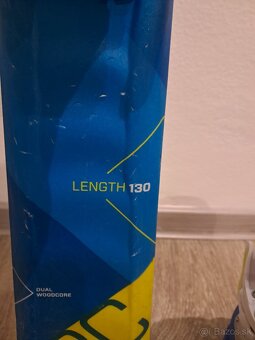 LENGTH 130
DUAL
WOODCORE
Bazos.sk